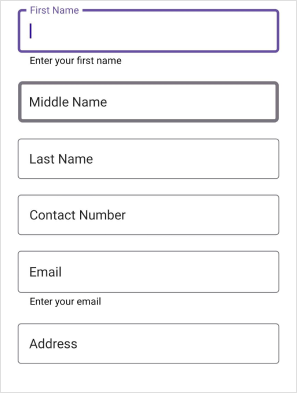 First Name
Enter your first name
Middle Name
Last Name
Contact Number
Email
Enter your email
Address